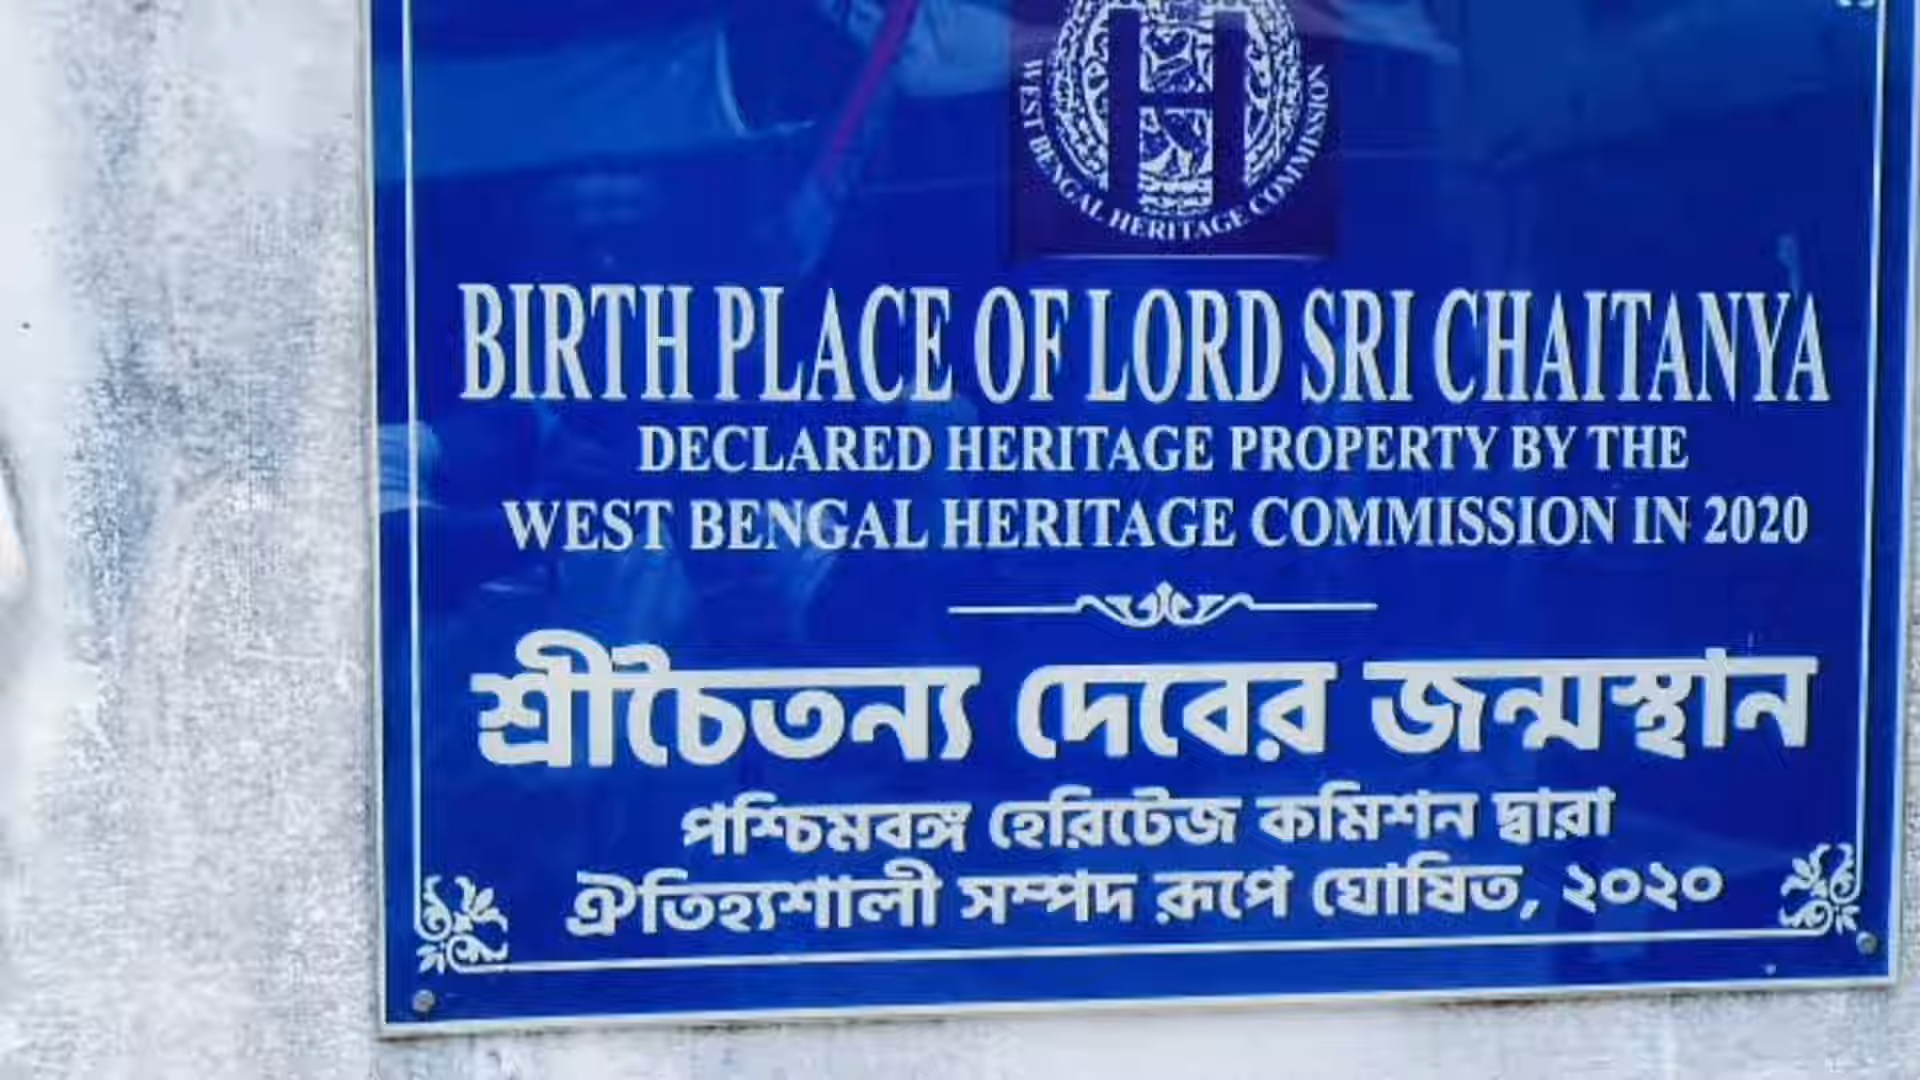 WEST BENGAL HERITAGE COMMISSION
BIRTH PLACE OF LORD SRI CHAITANYA
DECLARED HERITAGE PROPERTY BY THE
WEST BENGAL HERITAGE COMMISSION IN 2020
শ্রীচৈতন্য দেবের জন্মস্থান
পশ্চিমবঙ্গ হেরিটেজ কমিশন দ্বারা
ঐতিহ্যশালী সম্পদ রূপে ঘোষিত, ২০২০